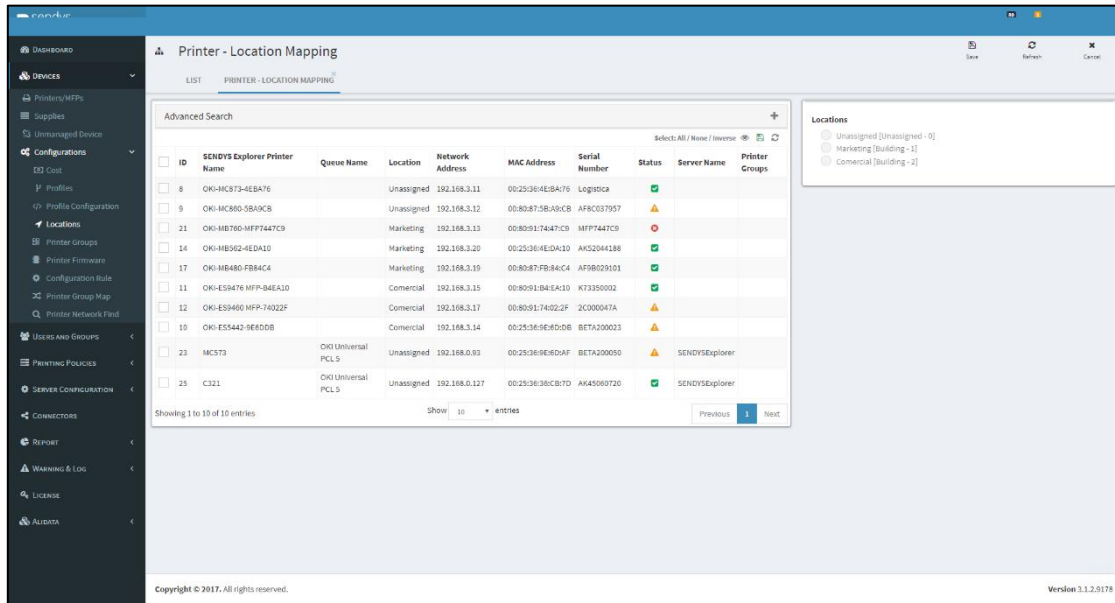 sendys
DASHBOARD
DEVICES
Printers/MFPs
Supplies
Unmanaged Device
Configurations
Cost
Profiles
Profile Configuration
Locations
Printer Groups
Printer Firmware
Configuration Rule
Printer Group Map
Printer Network Find
USERS AND GROUPS
PRINTING POLICIES
SERVER CONFIGURATION
CONNECTORS
REPORT
WARNING & LOG
LICENSE
ALIDATA
Printer - Location Mapping
Save Refresh Cancel
LIST PRINTER - LOCATION MAPPING
Advanced Search
Select: All / None / Inverse
ID SENDYS Explorer Printer Name Queue Name Location Network Address MAC Address Serial Number Status Server Name Printer Groups
8 OKI-MC873-4EBA76 Unassigned 192.168.3.11 00:25:36:4E:BA:76 Logistica
9 OKI-MC860-5BA9CB Unassigned 192.168.3.12 00:80:87:5B:A9:CB AF8C037957
21 OKI-MB760-MFP7447C9 Marketing 192.168.3.13 00:80:91:74:47:C9 MFP7447C9
14 OKI-MB562-4EDA10 Marketing 192.168.3.20 00:25:36:4E:DA:10 AK52044188
17 OKI-MB480-FB84C4 Marketing 192.168.3.19 00:80:87:FB:84:C4 AF9B029101
11 OKI-ES9476 MFP-B4EA10 Comercial 192.168.3.15 00:80:91:B4:EA:10 K73350002
12 OKI-ES9460 MFP-74022F Comercial 192.168.3.17 00:80:91:74:02:2F 2C000047A
10 OKI-ES5442-9E6DDB Comercial 192.168.3.14 00:25:36:9E:6D:DB BETA200023
23 MC573 OKI Universal PCL 5 Unassigned 192.168.0.93 00:25:36:9E:6D:AF BETA200050 SENDYSExplorer
25 C321 OKI Universal PCL 5 Unassigned 192.168.0.127 00:25:36:36:CB:7D AK45060720 SENDYSExplorer
Showing 1 to 10 of 10 entries Show 10 entries Previous 1 Next
Locations
Unassigned [Unassigned - 0]
Marketing [Building - 1]
Comercial [Building - 2]
Copyright © 2017. All rights reserved. Version 3.1.2.9178